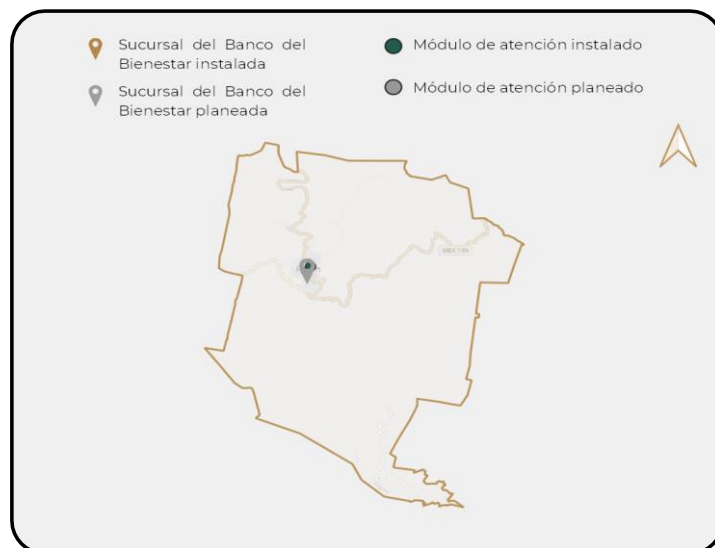 Sucursal del Banco del
Bienestar instalada
Sucursal del Banco del
Bienestar planeada
Módulo de atención instalado
Módulo de atención planeado